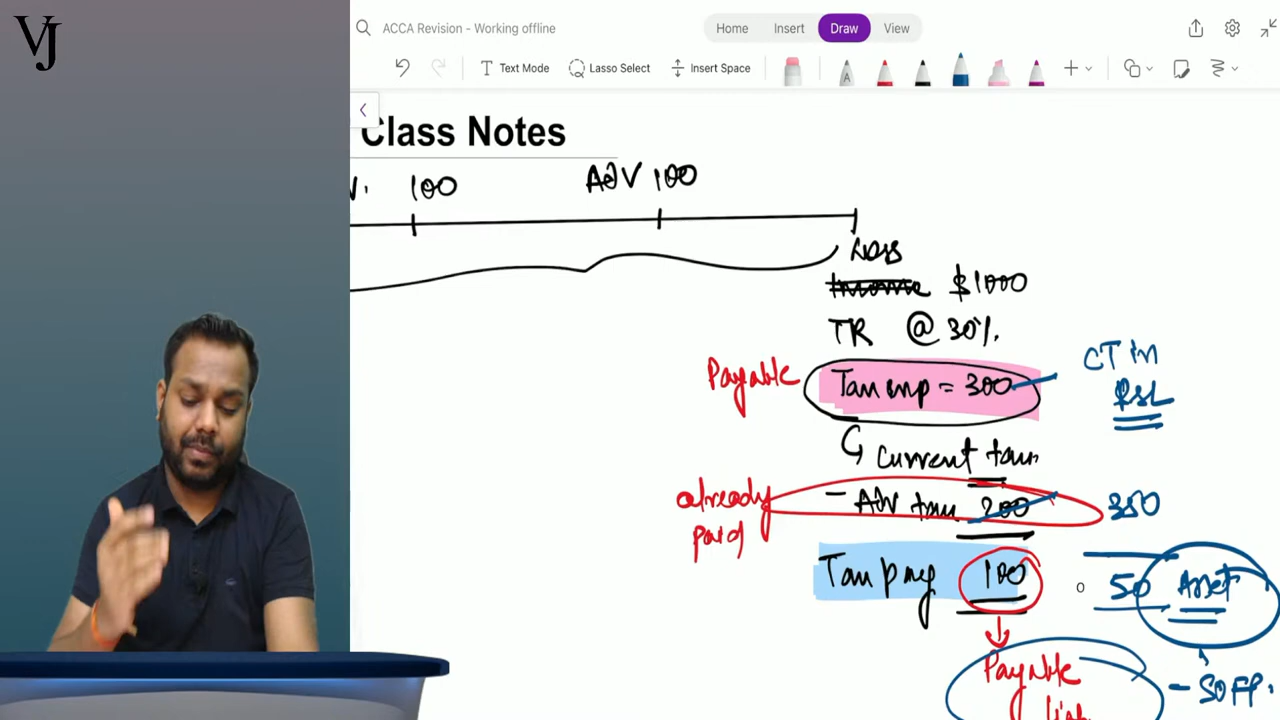 VJ
ACCA Revision - Working offline
Home Insert Draw View
Text Mode Lasso Select Insert Space
Class Notes
100 ADV 100
Loss
Income $1000
TR @ 30%
Payable Tax exp = 300 CT in
P&L
Current tax
already - ADV tax 200 350
paid
Tax pay 100 50 Asset
Payable - SOFP.